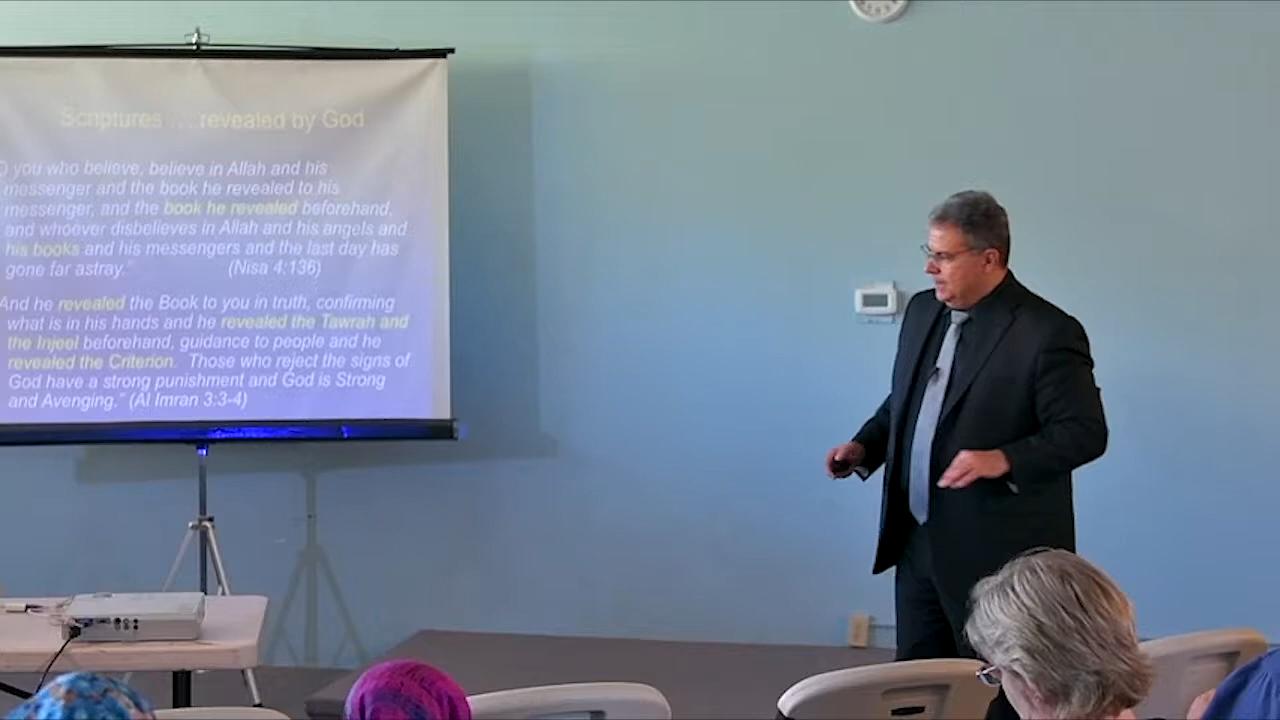 Scriptures ... revealed by God
O you who believe, believe in Allah and his
messenger and the book he revealed to his
messenger, and the book he revealed beforehand,
and whoever disbelieves in Allah and his angels and
his books and his messengers and the last day has
gone far astray." (Nisa 4:136)
And he revealed the Book to you in truth, confirming
what is in his hands and he revealed the Tawrah and
the Injeel beforehand, guidance to people and he
revealed the Criterion. Those who reject the signs of
God have a strong punishment and God is Strong
and Avenging." (Al Imran 3:3-4)